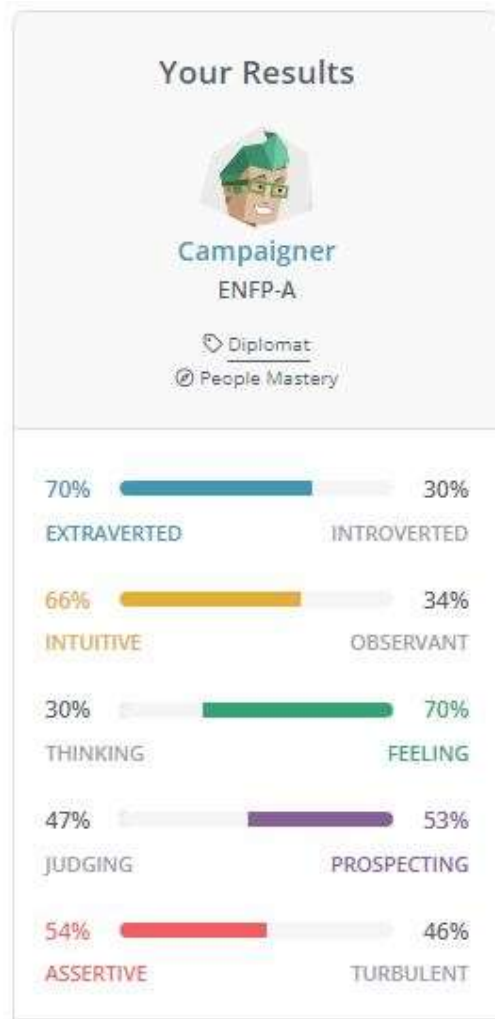 Your Results
Campaigner
ENFP-A
Diplomat
People Mastery
70% 30%
EXTRAVERTED INTROVERTED
66% 34%
INTUITIVE OBSERVANT
30% 70%
THINKING FEELING
47% 53%
JUDGING PROSPECTING
54% 46%
ASSERTIVE TURBULENT